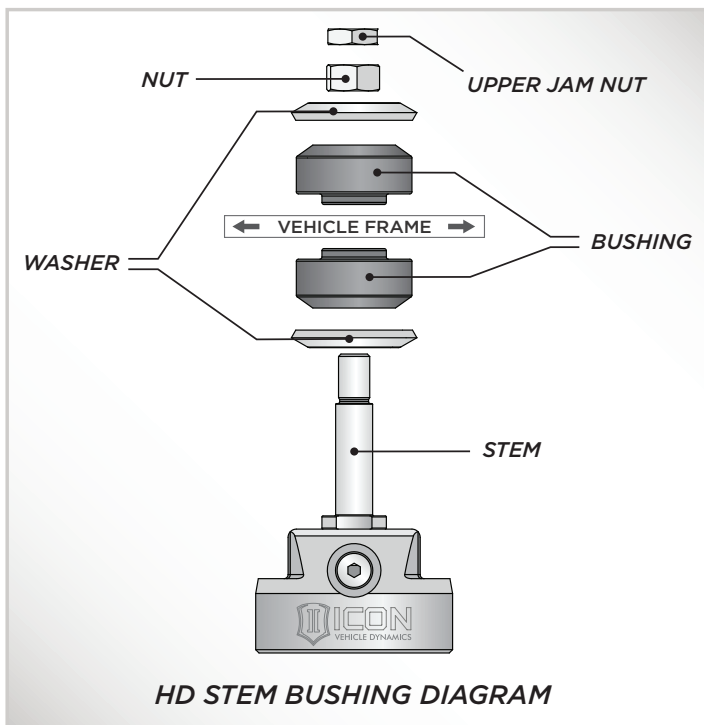 NUT
UPPER JAM NUT
VEHICLE FRAME
WASHER
BUSHING
STEM
ICON
VEHICLE DYNAMICS
HD STEM BUSHING DIAGRAM